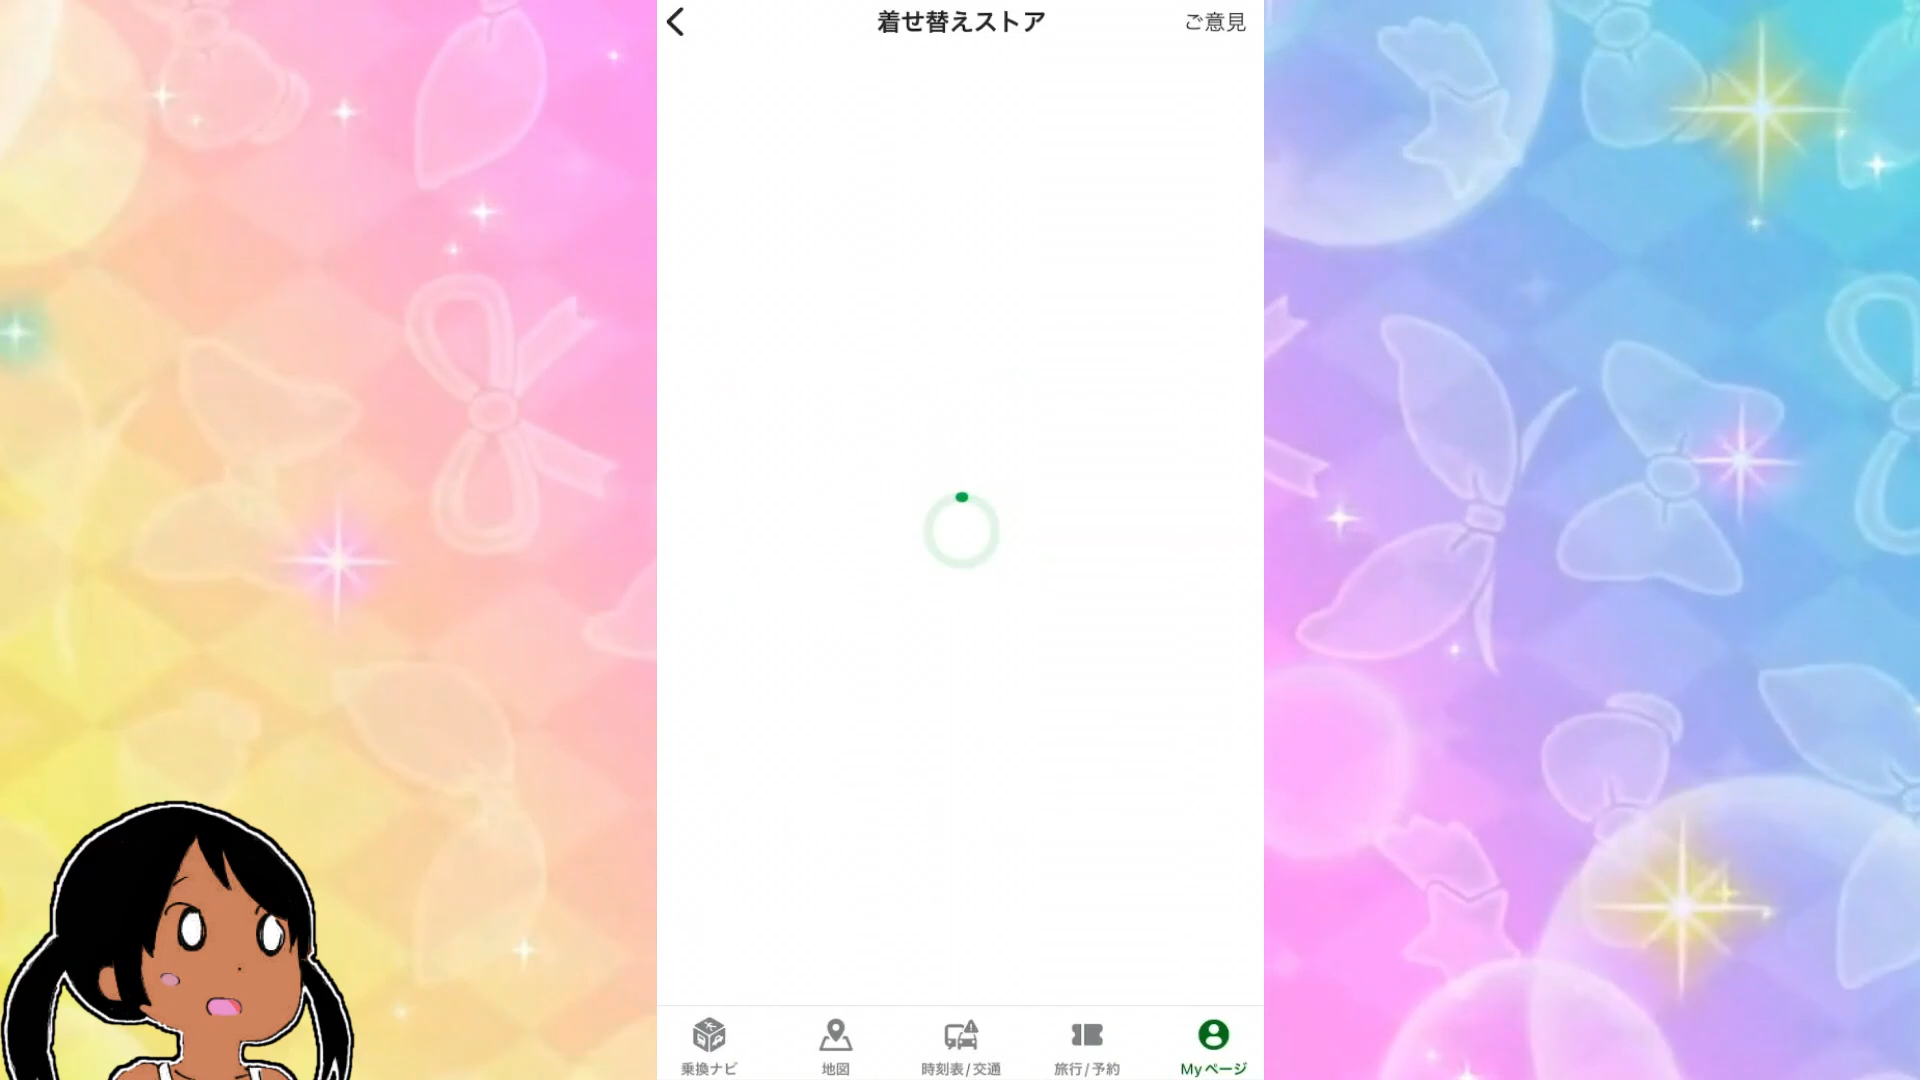 着せ替えストア
ご意見
乗換ナビ
地図
時刻表/交通
旅行/予約
Myページ